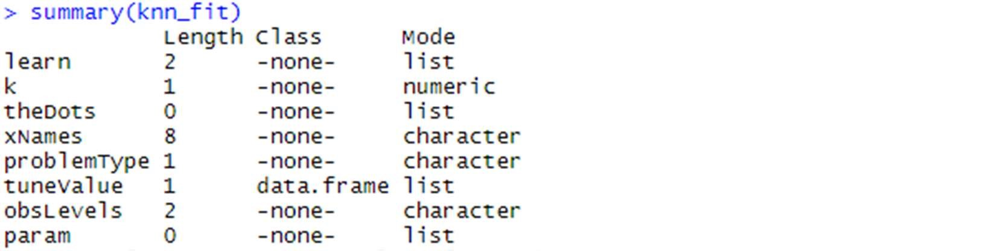 > summary(knn_fit)
            Length Class      Mode
learn       2      -none-     list
k           1      -none-     numeric
theDots     0      -none-     list
xNames      8      -none-     character
problemType 1      -none-     character
tuneValue   1      data.frame list
obsLevels   2      -none-     character
param       0      -none-     list